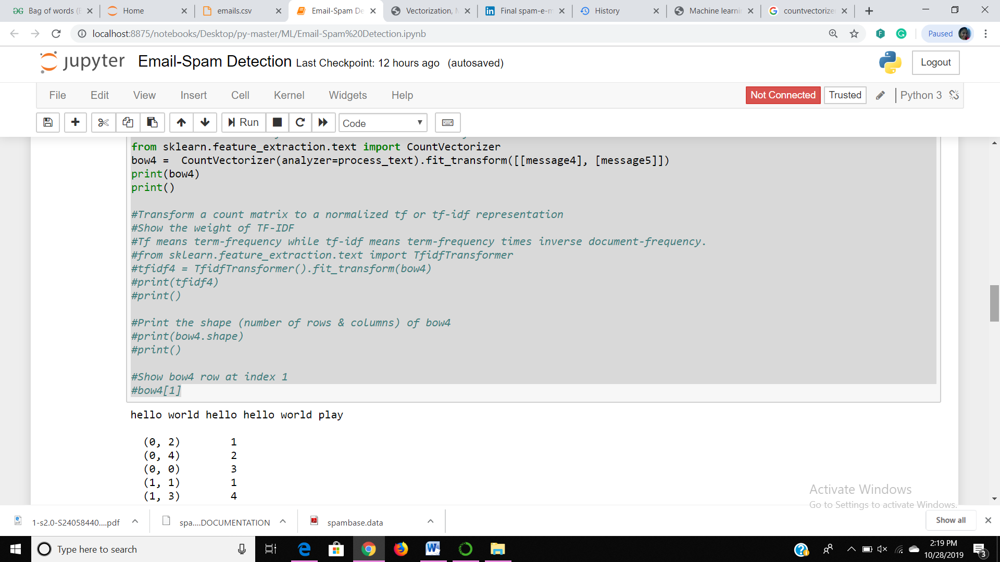 Bag of words (B
Home
emails.csv
Email-Spam De
Vectorization, N
Final spam-e-m
History
Machine learnin
countvectorize
localhost:8875/notebooks/Desktop/py-master/ML/Email-Spam%20Detection.ipynb
Paused
jupyter Email-Spam Detection Last Checkpoint: 12 hours ago (autosaved)
Logout
File Edit View Insert Cell Kernel Widgets Help
Not Connected Trusted Python 3
Run Code
from sklearn.feature_extraction.text import CountVectorizer
bow4 =  CountVectorizer(analyzer=process_text).fit_transform([[message4], [message5]])
print(bow4)
print()
#Transform a count matrix to a normalized tf or tf-idf representation
#Show the weight of TF-IDF
#Tf means term-frequency while tf-idf means term-frequency times inverse document-frequency.
#from sklearn.feature_extraction.text import TfidfTransformer
#tfidf4 = TfidfTransformer().fit_transform(bow4)
#print(tfidf4)
#print()
#Print the shape (number of rows & columns) of bow4
#print(bow4.shape)
#print()
#Show bow4 row at index 1
#bow4[1]
hello world hello hello world play
(0, 2) 1
(0, 4) 2
(0, 0) 3
(1, 1) 1
(1, 3) 4
Activate Windows
Go to Settings to activate Windows.
1-s2.0-S24058440....pdf
spa....DOCUMENTATION
spambase.data
Show all
Type here to search
2:19 PM
10/28/2019
3